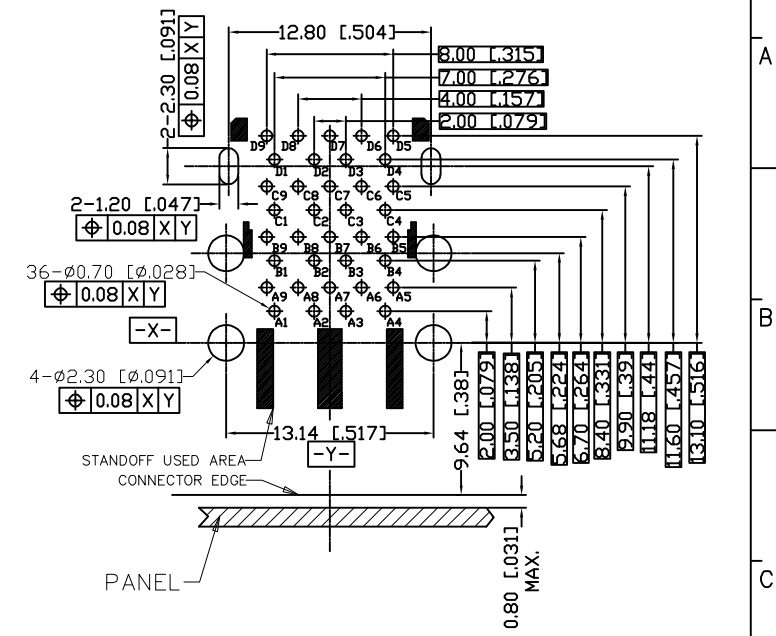 12.80 [.504]
A
8.00 [.315]
7.00 [.276]
4.00 [.157]
2.00 [.079]
2-2.30 [.091]
0.08 X Y
D9 D8 D7 D6 D5
D1 D2 D3 D4
C9 C8 C7 C6 C5
2-1.20 [.047]
0.08 X Y
C1 C2 C3 C4
B9 B8 B7 B6 B5
B1 B2 B3 B4
36-ø0.70 [ø.028]
0.08 X Y
A9 A8 A7 A6 A5
A1 A2 A3 A4
B
-X-
4-ø2.30 [ø.091]
0.08 X Y
9.64 [.38]
2.00 [.079]
3.50 [.138]
5.20 [.205]
5.68 [.224]
6.70 [.264]
8.40 [.331]
9.90 [.39]
11.18 [.44]
11.60 [.457]
13.10 [.516]
13.14 [.517]
-Y-
STANDOFF USED AREA
CONNECTOR EDGE
PANEL
0.80 [.031]
MAX.
C